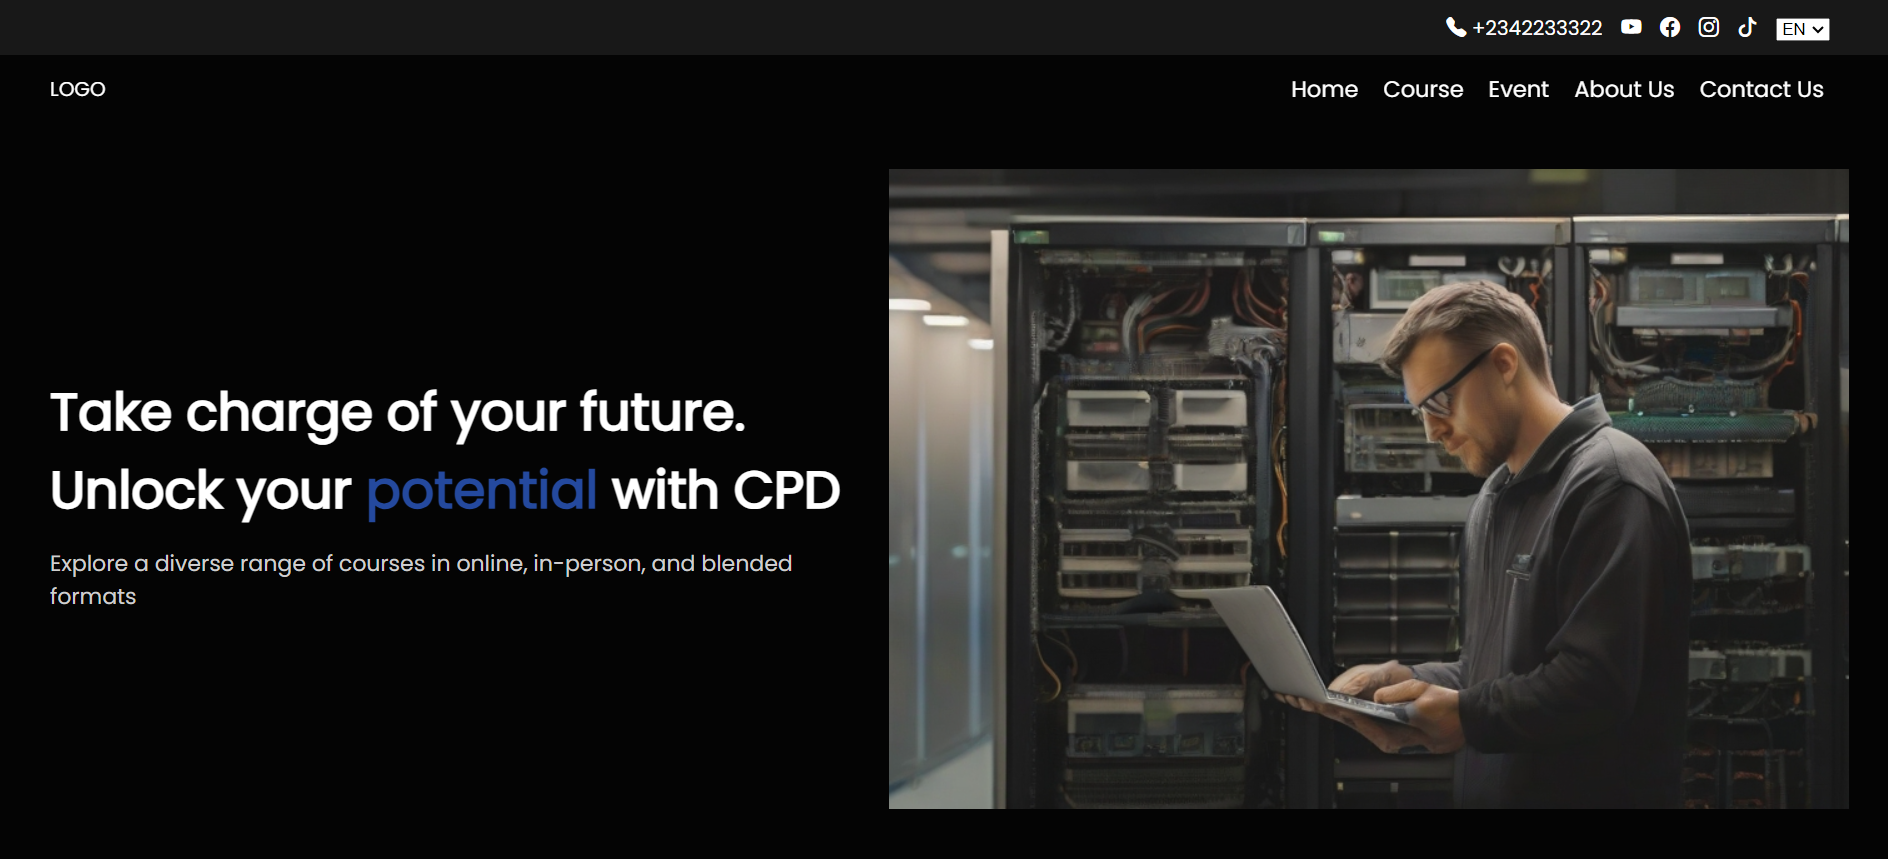 +2342233322 EN
LOGO Home Course Event About Us Contact Us
Take charge of your future.
Unlock your potential with CPD
Explore a diverse range of courses in online, in-person, and blended
formats